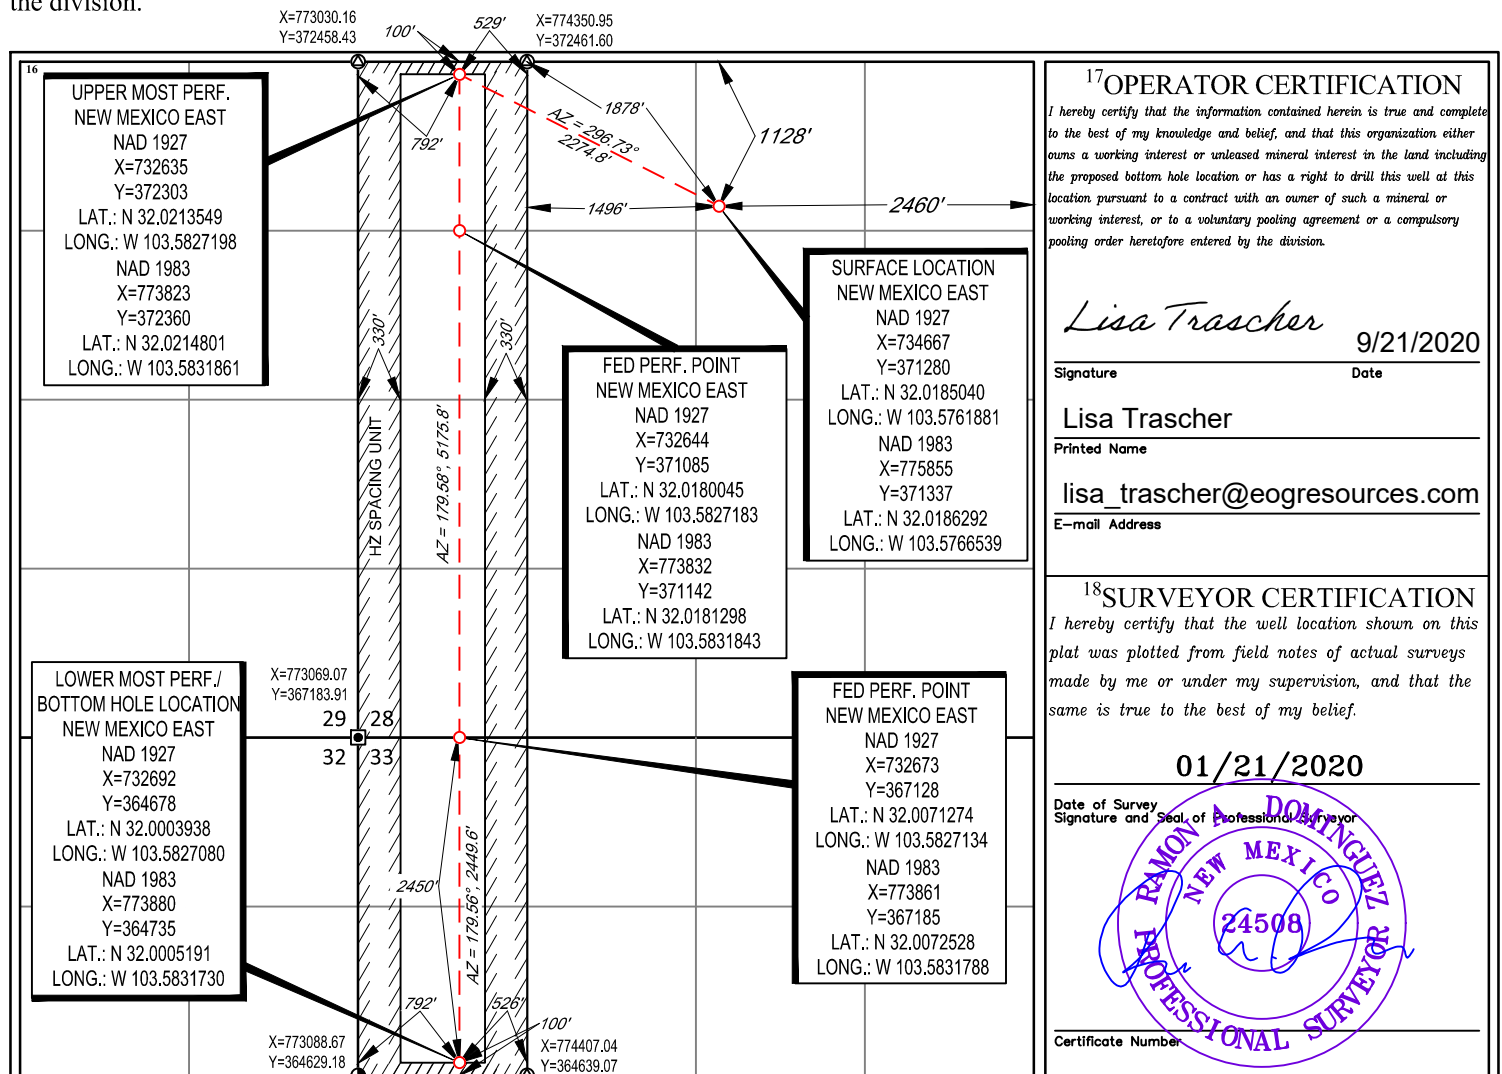 the division.
X=773030.16
Y=372458.43
100'
529'
X=774350.95
Y=372461.60
16
UPPER MOST PERF.
NEW MEXICO EAST
NAD 1927
X=732635
Y=372303
LAT.: N 32.0213549
LONG.: W 103.5827198
NAD 1983
X=773823
Y=372360
LAT.: N 32.0214801
LONG.: W 103.5831861
792'
1878'
AZ = 296.73°
2274.8'
1128'
1496'
2460'
330'
330'
SURFACE LOCATION
NEW MEXICO EAST
NAD 1927
X=734667
Y=371280
LAT.: N 32.0185040
LONG.: W 103.5761881
NAD 1983
X=775855
Y=371337
LAT.: N 32.0186292
LONG.: W 103.5766539
FED PERF. POINT
NEW MEXICO EAST
NAD 1927
X=732644
Y=371085
LAT.: N 32.0180045
LONG.: W 103.5827183
NAD 1983
X=773832
Y=371142
LAT.: N 32.0181298
LONG.: W 103.5831843
HZ SPACING UNIT
AZ = 179.58°, 5175.8'
X=773069.07
Y=367183.91
29 28
32 33
LOWER MOST PERF./
BOTTOM HOLE LOCATION
NEW MEXICO EAST
NAD 1927
X=732692
Y=364678
LAT.: N 32.0003938
LONG.: W 103.5827080
NAD 1983
X=773880
Y=364735
LAT.: N 32.0005191
LONG.: W 103.5831730
FED PERF. POINT
NEW MEXICO EAST
NAD 1927
X=732673
Y=367128
LAT.: N 32.0071274
LONG.: W 103.5827134
NAD 1983
X=773861
Y=367185
LAT.: N 32.0072528
LONG.: W 103.5831788
2450'
AZ = 179.56°, 2449.6'
792'
526'
100'
X=773088.67
Y=364629.18
X=774407.04
Y=364639.07
17OPERATOR CERTIFICATION
I hereby certify that the information contained herein is true and complete
to the best of my knowledge and belief, and that this organization either
owns a working interest or unleased mineral interest in the land including
the proposed bottom hole location or has a right to drill this well at this
location pursuant to a contract with an owner of such a mineral or
working interest, or to a voluntary pooling agreement or a compulsory
pooling order heretofore entered by the division.
Lisa Trascher
9/21/2020
Signature Date
Lisa Trascher
Printed Name
lisa_trascher@eogresources.com
E-mail Address
18SURVEYOR CERTIFICATION
I hereby certify that the well location shown on this
plat was plotted from field notes of actual surveys
made by me or under my supervision, and that the
same is true to the best of my belief.
01/21/2020
Date of Survey
Signature and Seal of Professional Surveyor
RAMON A. DOMINGUEZ
NEW MEXICO
24508
PROFESSIONAL SURVEYOR
Certificate Number